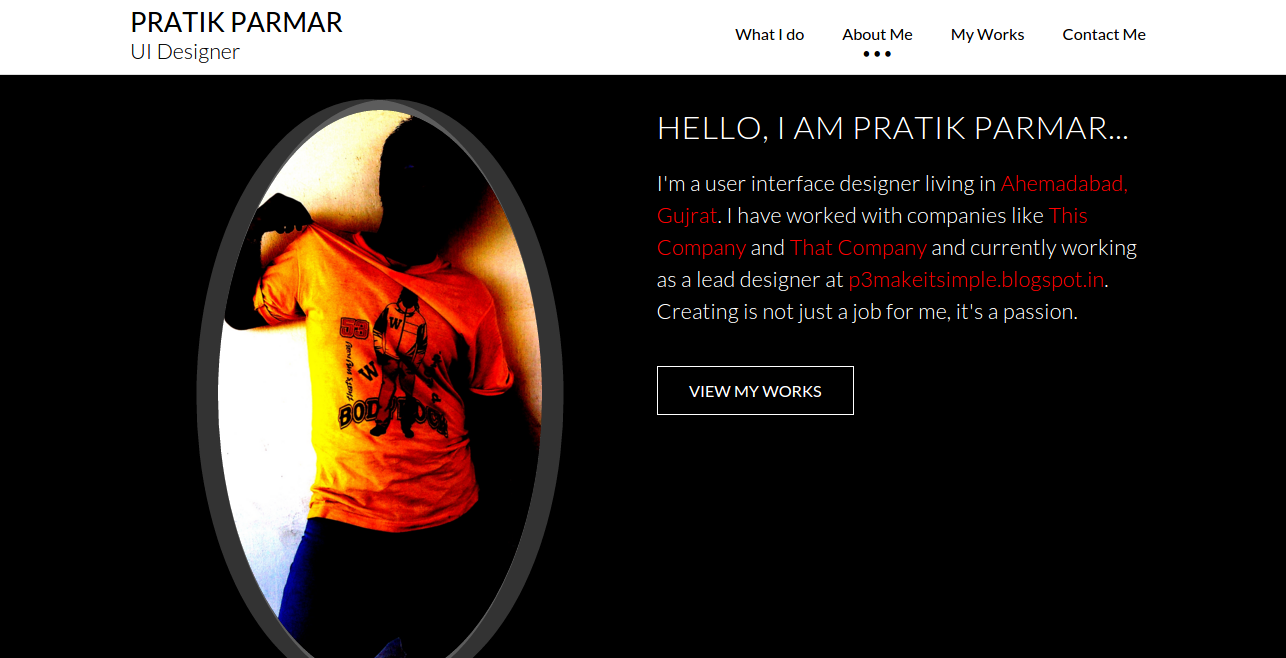 PRATIK PARMAR
UI Designer
What I do
About Me
My Works
Contact Me
HELLO, I AM PRATIK PARMAR...
I'm a user interface designer living in Ahemadabad,
Gujrat. I have worked with companies like This
Company and That Company and currently working
as a lead designer at p3makeitsimple.blogspot.in.
Creating is not just a job for me, it's a passion.
VIEW MY WORKS
68
W
W